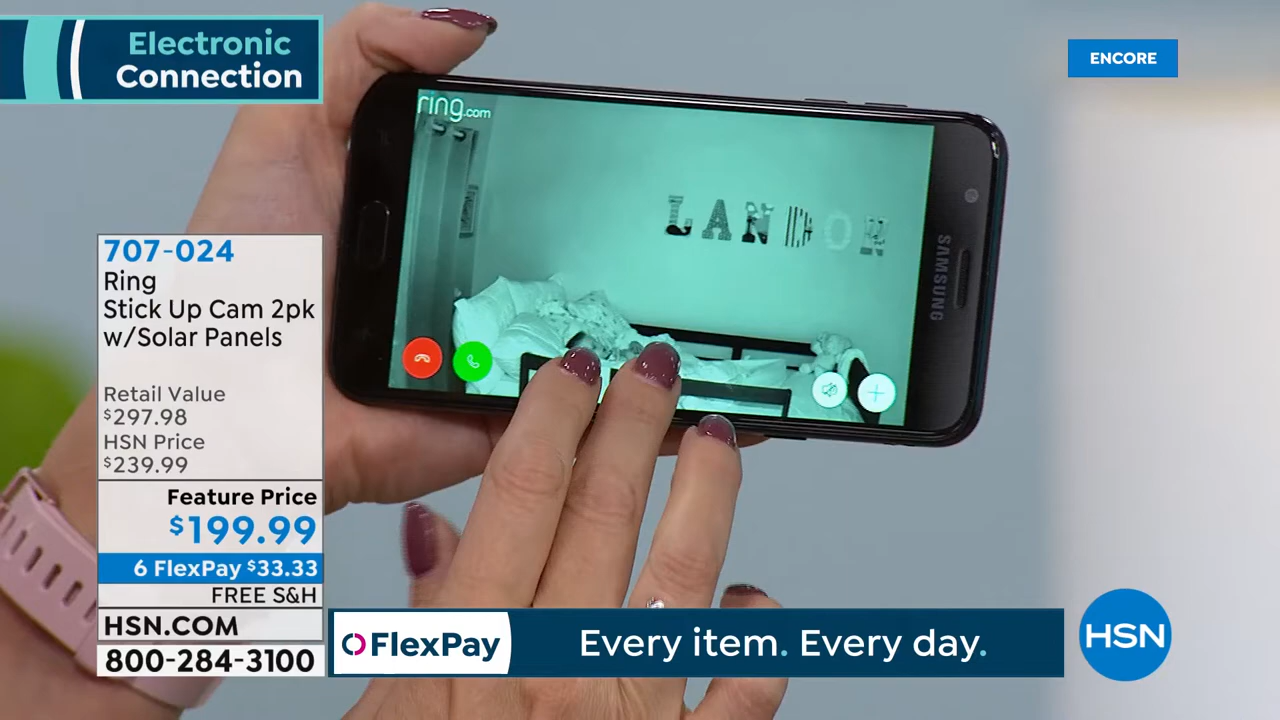 Electronic
Connection
ENCORE
ring.com
LANDON
SAMSUNG
707-024
Ring
Stick Up Cam 2pk
w/Solar Panels
Retail Value
$297.98
HSN Price
$239.99
Feature Price
$199.99
6 FlexPay $33.33
FREE S&H
HSN.COM
800-284-3100
FlexPay
Every item. Every day.
HSN